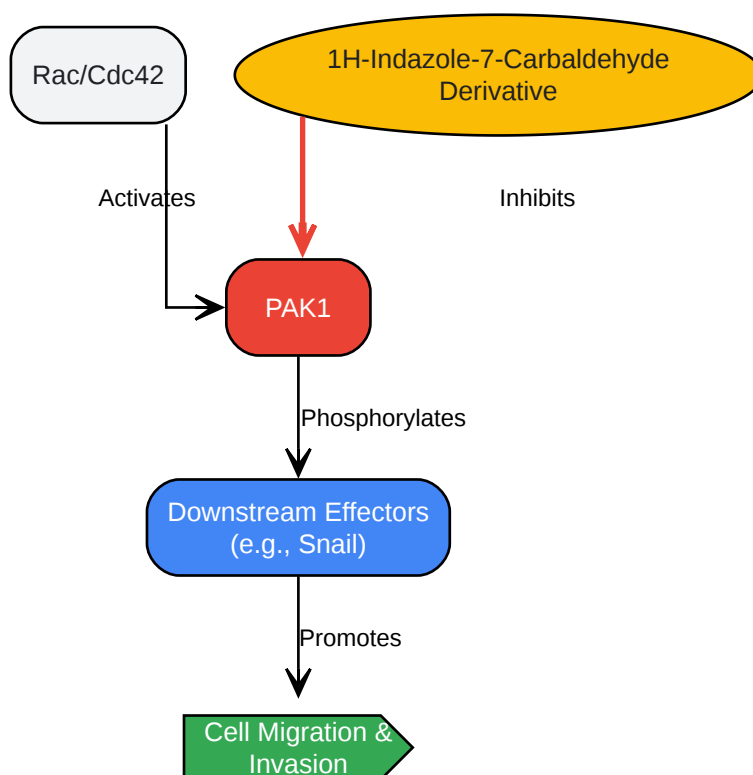 Rac/Cdc42
1H-Indazole-7-Carbaldehyde
Derivative
Activates
Inhibits
PAK1
Phosphorylates
Downstream Effectors
(e.g., Snail)
Promotes
Cell Migration &
Invasion